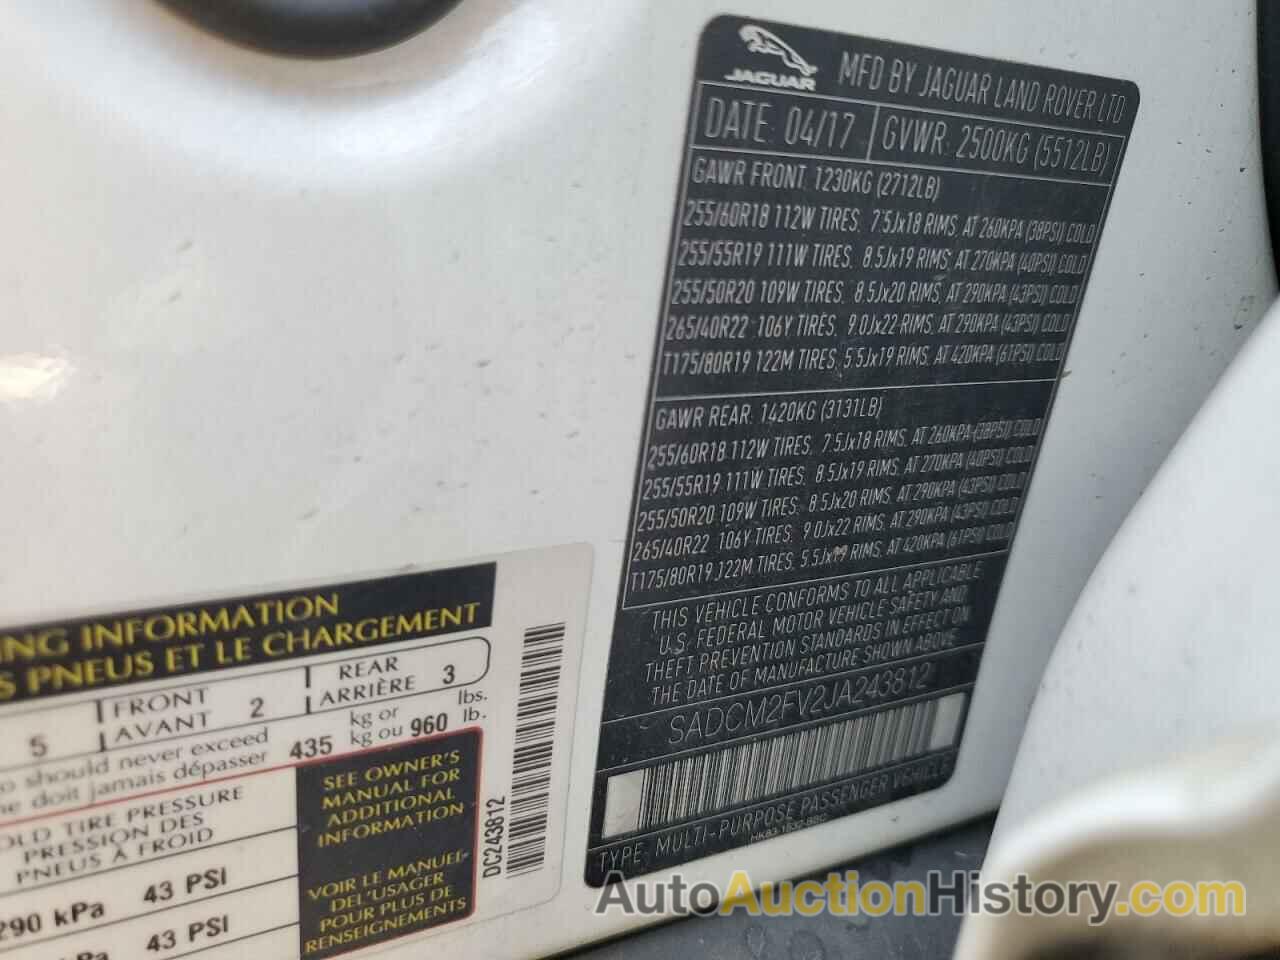 JAGUAR
MFD BY JAGUAR LAND ROVER LTD
DATE: 04/17
GVWR: 2500KG (5512LB)
GAWR FRONT: 1230KG (2712LB)
255/60R18 112W TIRES, 7.5Jx18 RIMS, AT 260KPA (38PSI) COLD
255/55R19 111W TIRES, 8.5Jx19 RIMS, AT 270KPA (40PSI) COLD
255/50R20 109W TIRES, 8.5Jx20 RIMS, AT 290KPA (43PSI) COLD
265/40R22 106Y TIRES, 9.0Jx22 RIMS, AT 290KPA (43PSI) COLD
T175/80R19 122M TIRES, 5.5Jx19 RIMS, AT 420KPA (61PSI) COLD
GAWR REAR: 1420KG (3131LB)
255/60R18 112W TIRES, 7.5Jx18 RIMS, AT 260KPA (38PSI) COLD
255/55R19 111W TIRES, 8.5Jx19 RIMS, AT 270KPA (40PSI) COLD
255/50R20 109W TIRES, 8.5Jx20 RIMS, AT 290KPA (43PSI) COLD
265/40R22 106Y TIRES, 9.0Jx22 RIMS, AT 290KPA (43PSI) COLD
T175/80R19 122M TIRES, 5.5Jx19 RIMS, AT 420KPA (61PSI) COLD
THIS VEHICLE CONFORMS TO ALL APPLICABLE
U.S. FEDERAL MOTOR VEHICLE SAFETY AND
THEFT PREVENTION STANDARDS IN EFFECT ON
THE DATE OF MANUFACTURE SHOWN ABOVE
SADCM2FV2JA243812
TYPE: MULTI-PURPOSE PASSENGER VEHICLE
ING INFORMATION
S PNEUS ET LE CHARGEMENT
5
FRONT
AVANT 2
REAR
ARRIÈRE 3
should never exceed
ne doit jamais dépasser
435 kg or
kg ou 960 lbs.
lb.
OLD TIRE PRESSURE
PRESSION DES
PNEUS À FROID
290 kPa 43 PSI
43 PSI
SEE OWNER'S
MANUAL FOR
ADDITIONAL
INFORMATION
VOIR LE MANUEL
DE L'USAGER
POUR PLUS DE
RENSEIGNEMENTS
DC243812
AutoAuctionHistory.com